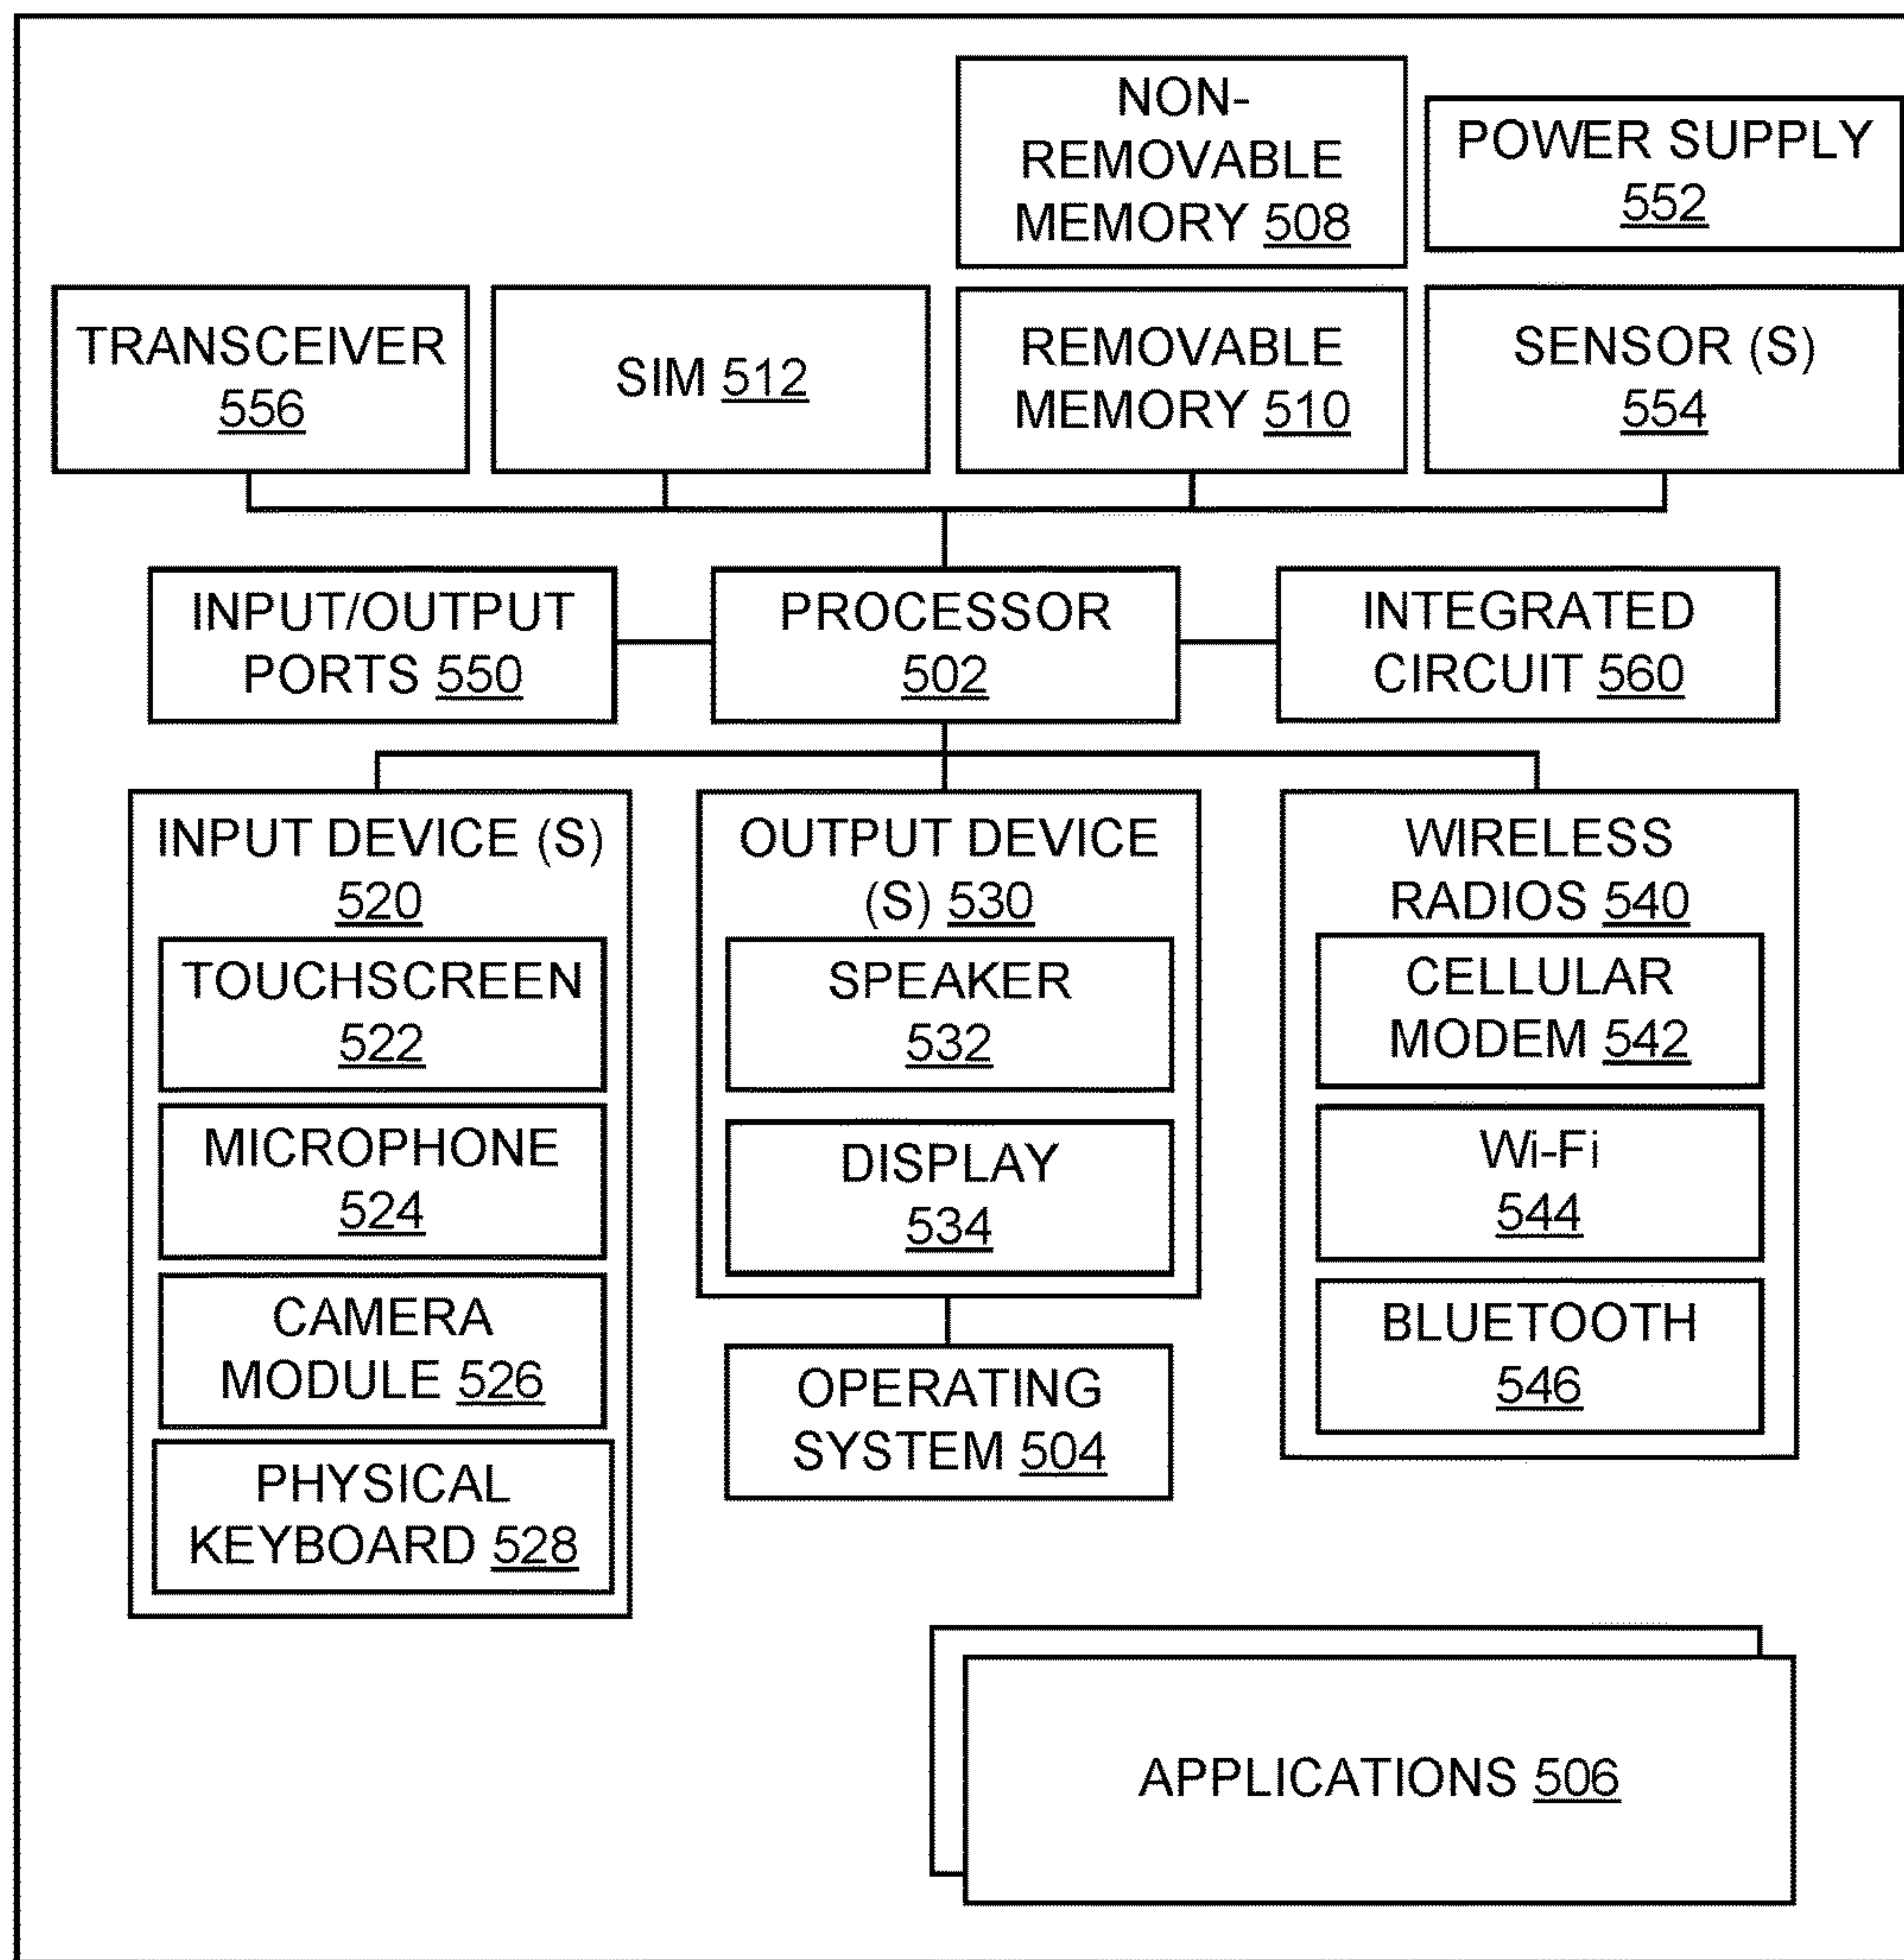 NON-
REMOVABLE
MEMORY 508
POWER SUPPLY
552
TRANSCEIVER
556
SIM 512
REMOVABLE
MEMORY 510
SENSOR (S)
554
INPUT/OUTPUT
PORTS 550
PROCESSOR
502
INTEGRATED
CIRCUIT 560
INPUT DEVICE (S)
520
TOUCHSCREEN
522
MICROPHONE
524
CAMERA
MODULE 526
PHYSICAL
KEYBOARD 528
OUTPUT DEVICE
(S) 530
SPEAKER
532
DISPLAY
534
OPERATING
SYSTEM 504
WIRELESS
RADIOS 540
CELLULAR
MODEM 542
Wi-Fi
544
BLUETOOTH
546
APPLICATIONS 506